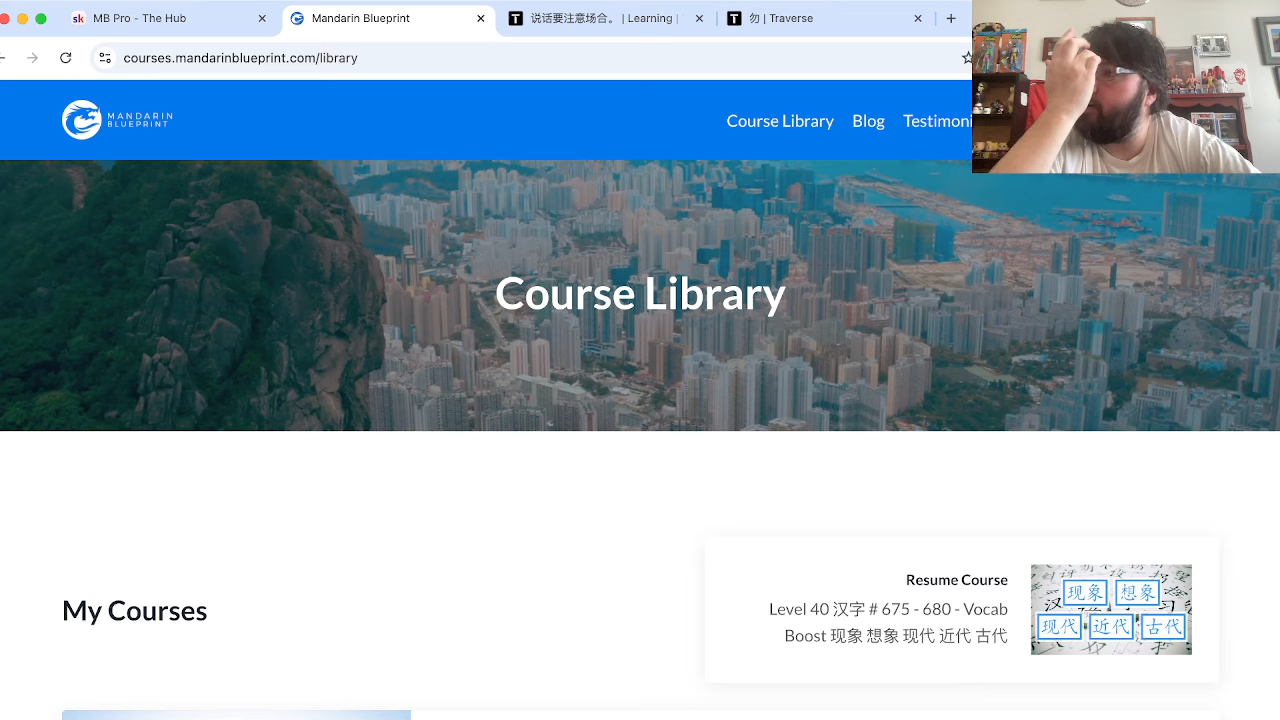 sk MB Pro - The Hub
Mandarin Blueprint
T 说话要注意场合。 | Learning |
T 勿 | Traverse
courses.mandarinblueprint.com/library
MANDARIN
BLUEPRINT
Course Library
Blog
Testimoni
Course Library
My Courses
Resume Course
Level 40 汉字 # 675 - 680 - Vocab
Boost 现象 想象 现代 近代 古代
现象 想象
现代 近代 古代